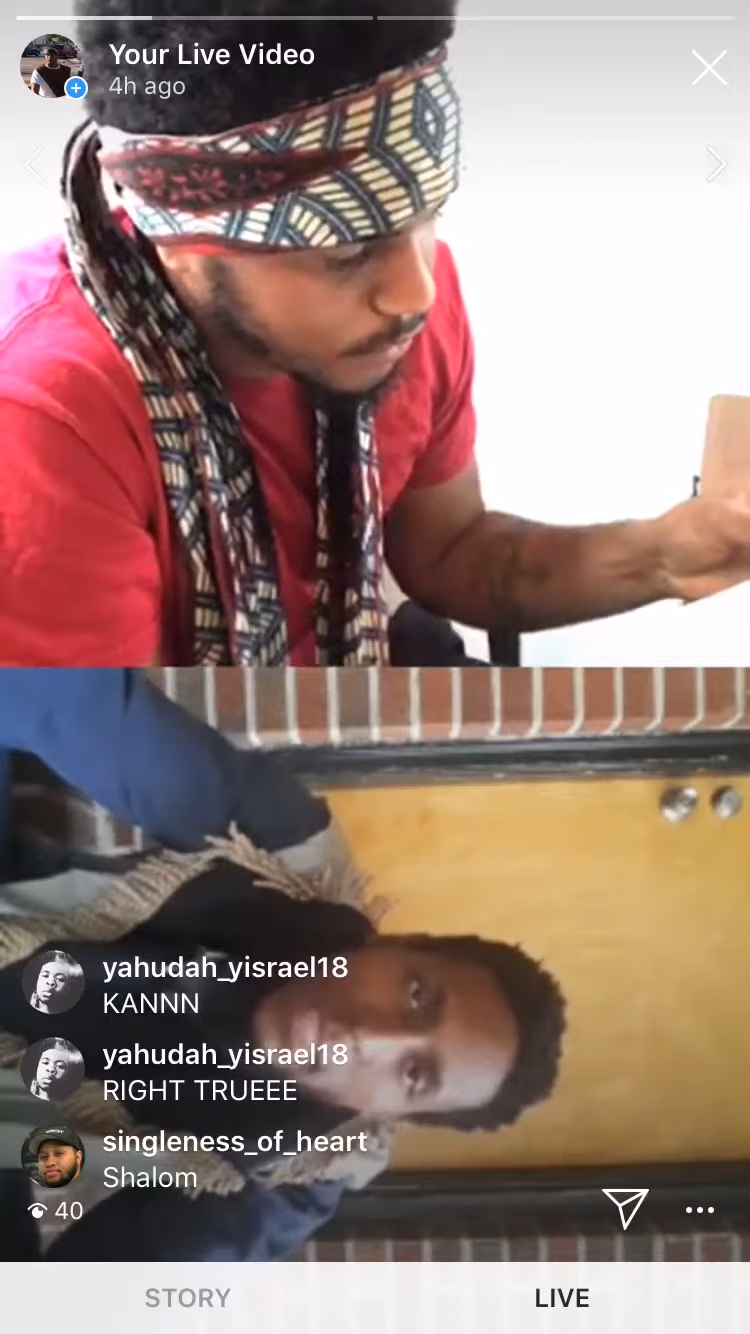 Your Live Video
4h ago
yahudah_yisrael18
KANNN
yahudah_yisrael18
RIGHT TRUEEE
singleness_of_heart
Shalom
40
STORY
LIVE